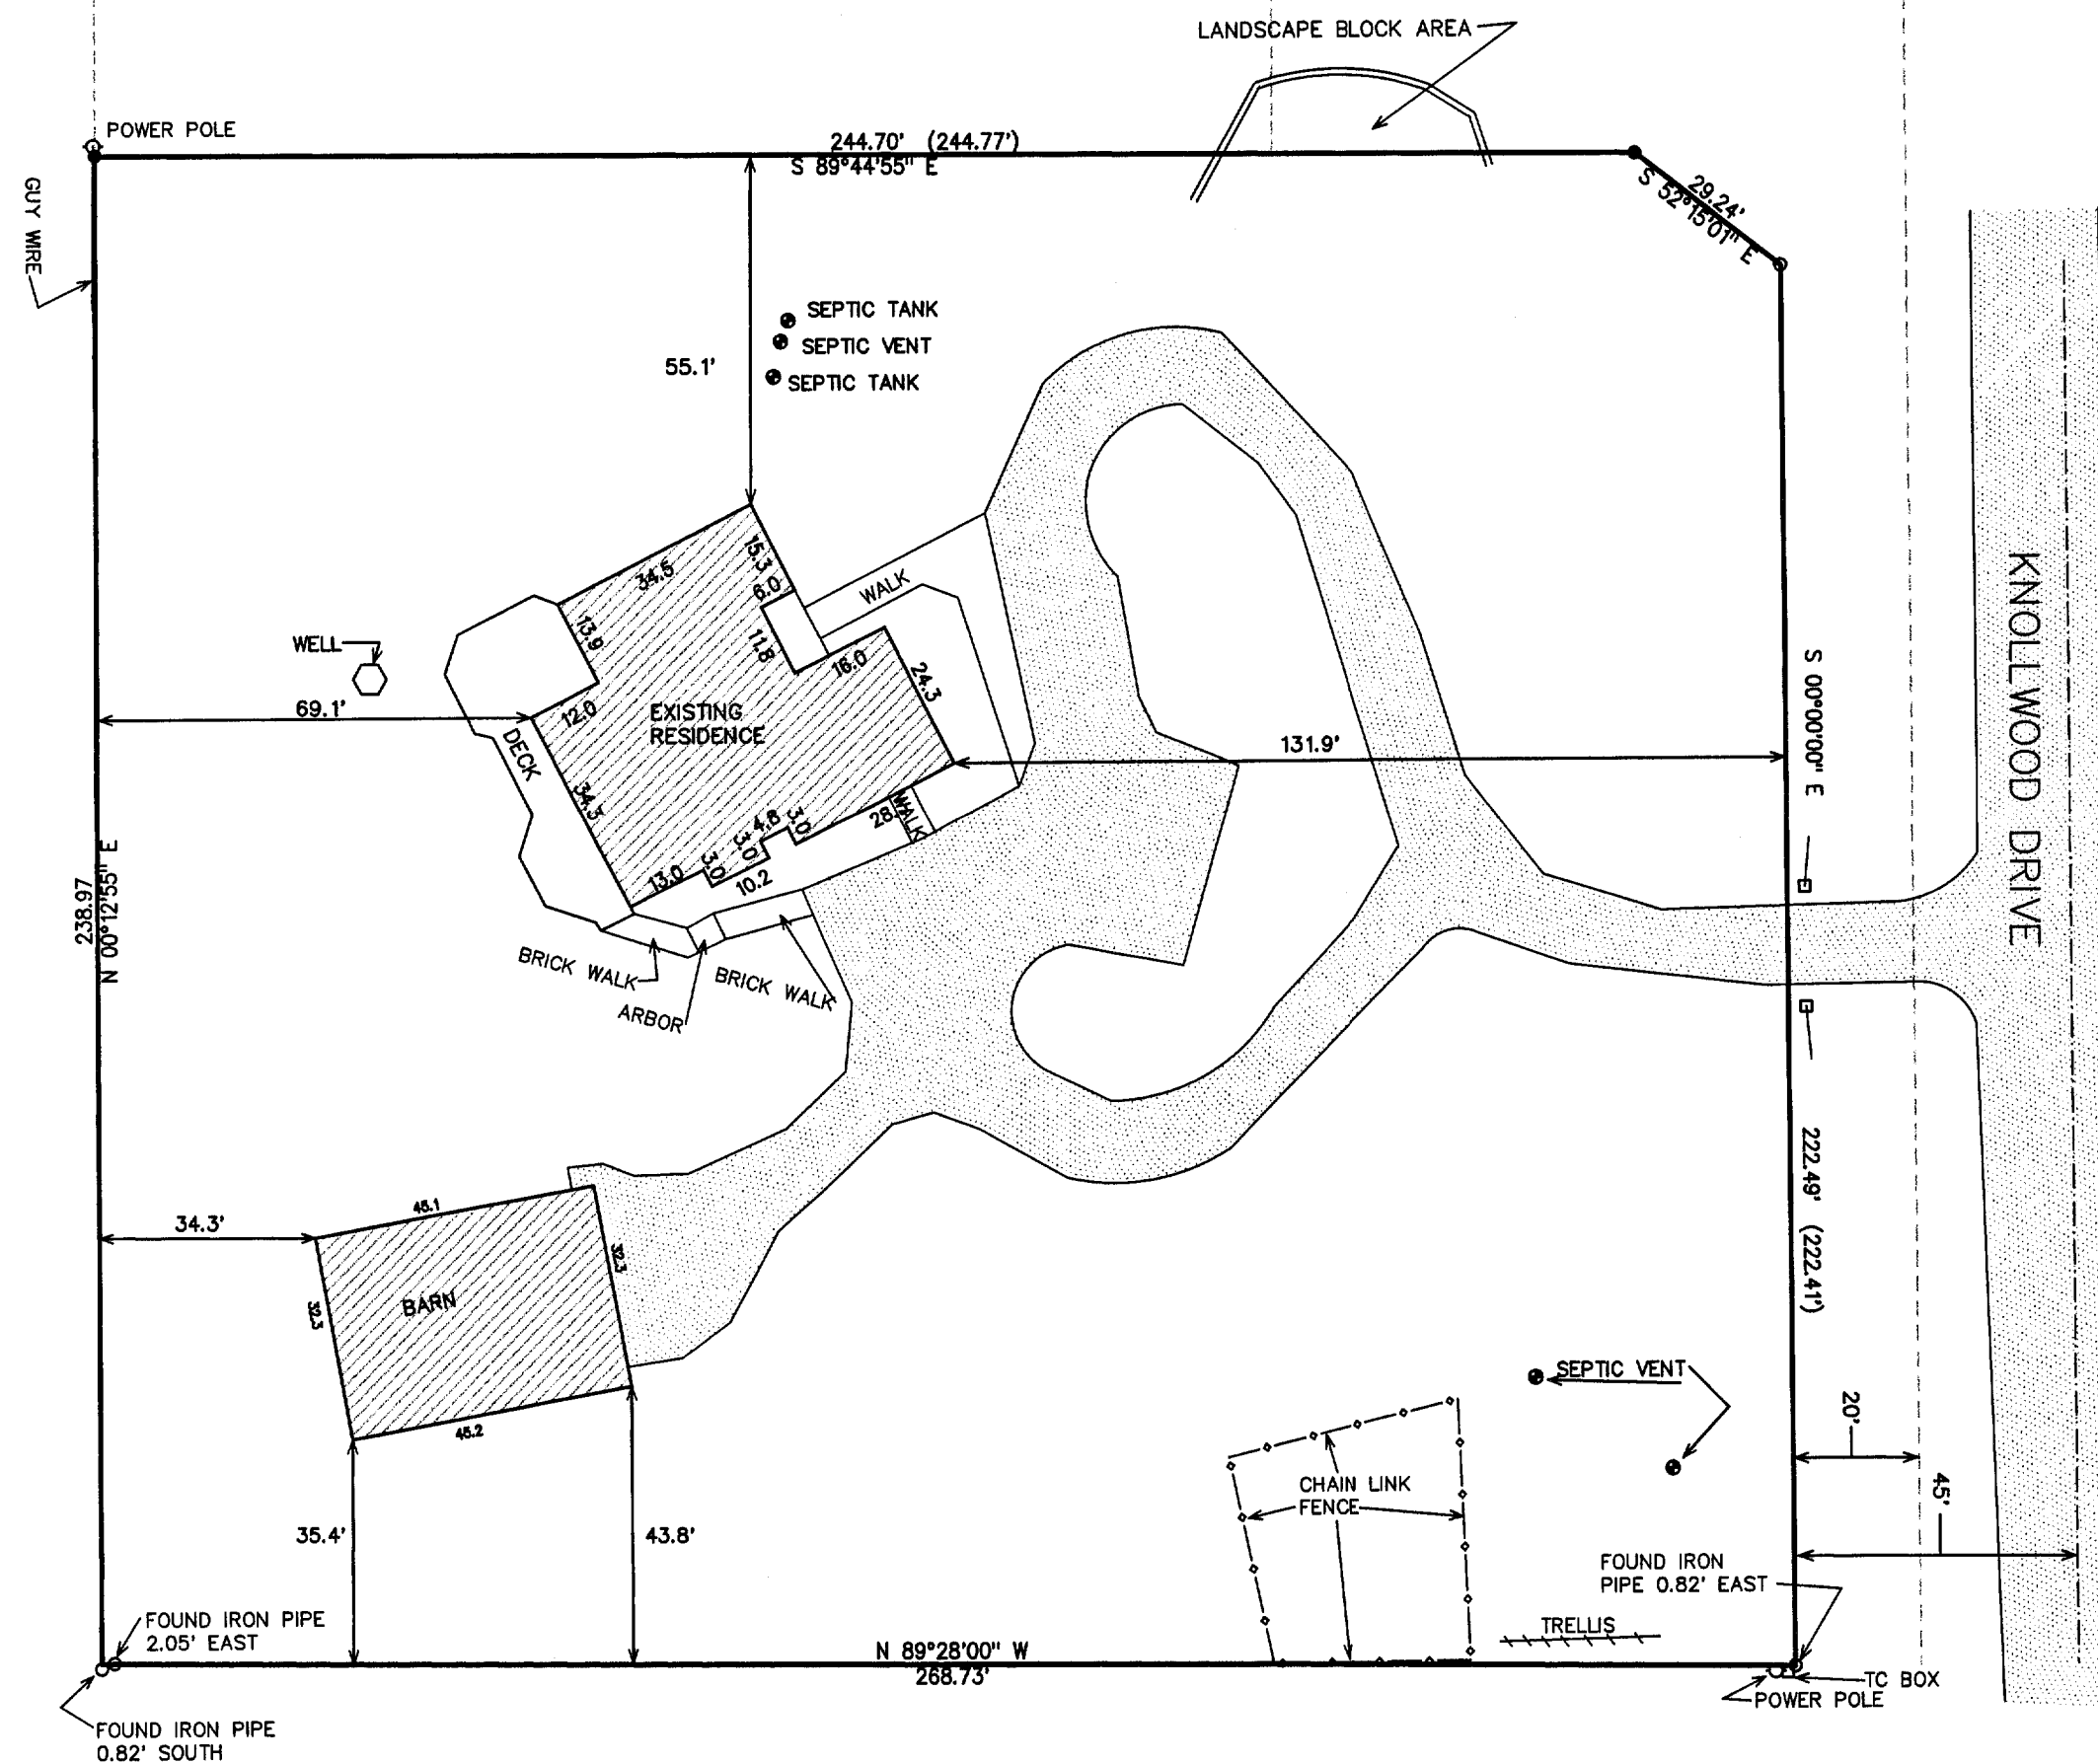 LANDSCAPE BLOCK AREA
POWER POLE
244.70' (244.77')
S 89°44'55" E
29.24'
S 52°15'01" E
GUY WIRE
SEPTIC TANK
SEPTIC VENT
SEPTIC TANK
55.1'
15.3
34.5
6.0
WALK
13.9
11.8
16.0
24.3
WELL
69.1'
12.0
EXISTING
RESIDENCE
DECK
34.3
131.9'
S 00°00'00" E
KNOLLWOOD DRIVE
WALK
4.8
3.0
3.0
3.0
13.0
10.2
238.97
N 00°12'55" E
BRICK WALK
BRICK WALK
ARBOR
222.49' (222.41')
45.1
34.3'
32.3
32.3
BARN
45.2
SEPTIC VENT
20'
45'
CHAIN LINK
FENCE
35.4'
43.8'
FOUND IRON
PIPE 0.82' EAST
FOUND IRON PIPE
2.05' EAST
TRELLIS
N 89°28'00" W
268.73'
TC BOX
POWER POLE
FOUND IRON PIPE
0.82' SOUTH